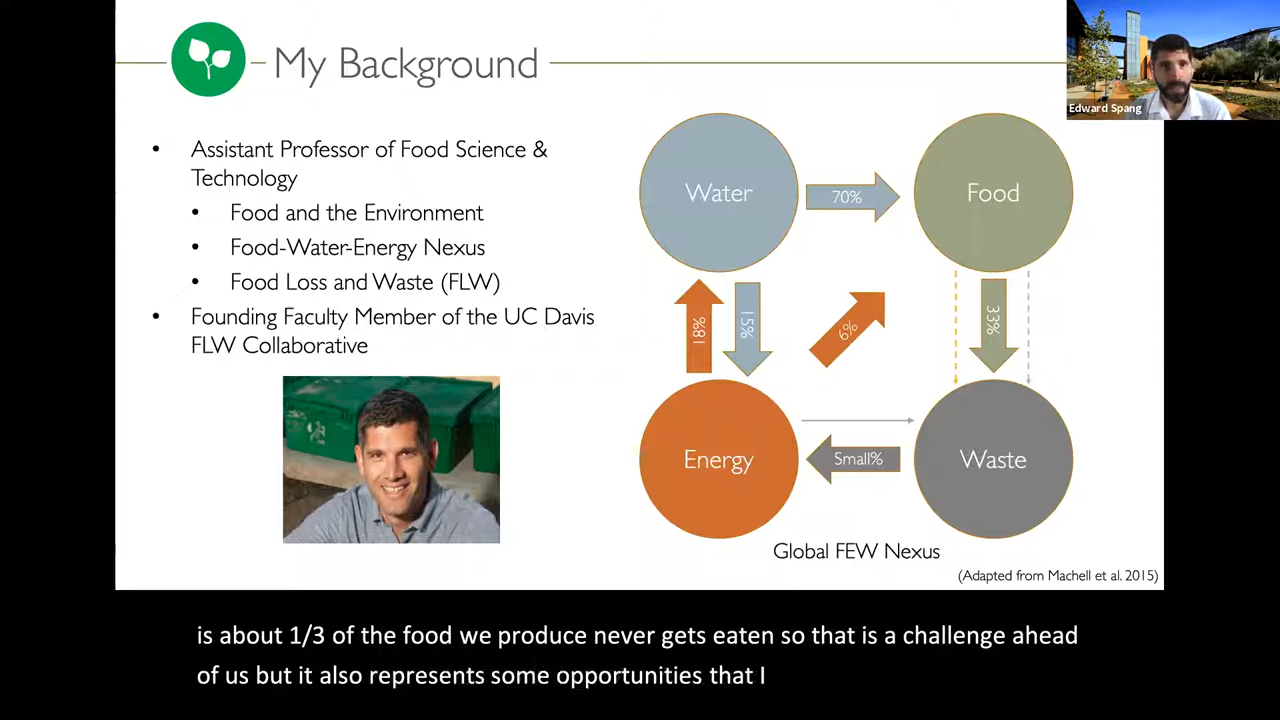 My Background
Edward Spang
• Assistant Professor of Food Science &
Technology
• Food and the Environment
• Food-Water-Energy Nexus
• Food Loss and Waste (FLW)
• Founding Faculty Member of the UC Davis
FLW Collaborative
Water
70%
Food
18%
15%
6%
33%
Energy
Small%
Waste
Global FEW Nexus
(Adapted from Machell et al. 2015)
is about 1/3 of the food we produce never gets eaten so that is a challenge ahead
of us but it also represents some opportunities that I